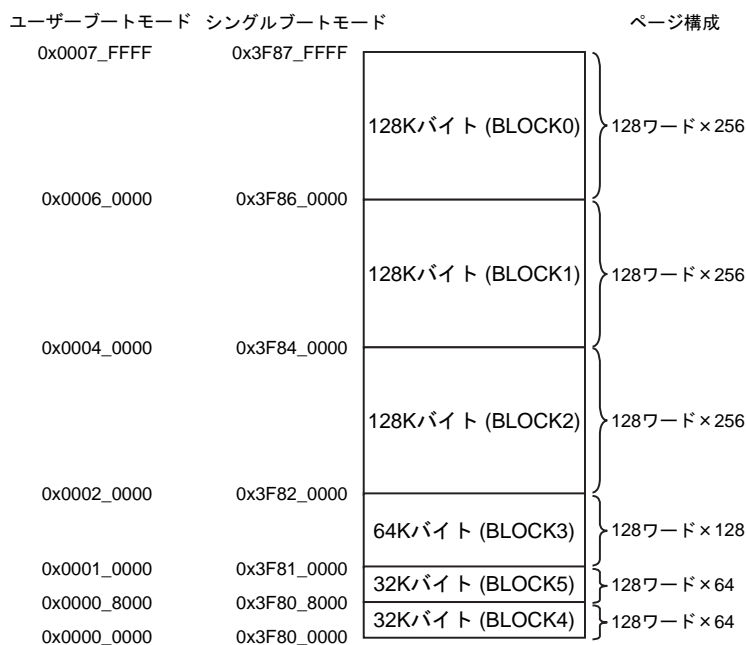 ユーザーブートモード シングルブートモード ページ構成
0x0007_FFFF 0x3F87_FFFF
128Kバイト (BLOCK0) 128ワード×256
0x0006_0000 0x3F86_0000
128Kバイト (BLOCK1) 128ワード×256
0x0004_0000 0x3F84_0000
128Kバイト (BLOCK2) 128ワード×256
0x0002_0000 0x3F82_0000
64Kバイト (BLOCK3) 128ワード×128
0x0001_0000 0x3F81_0000
32Kバイト (BLOCK5) 128ワード×64
0x0000_8000 0x3F80_8000
32Kバイト (BLOCK4) 128ワード×64
0x0000_0000 0x3F80_0000